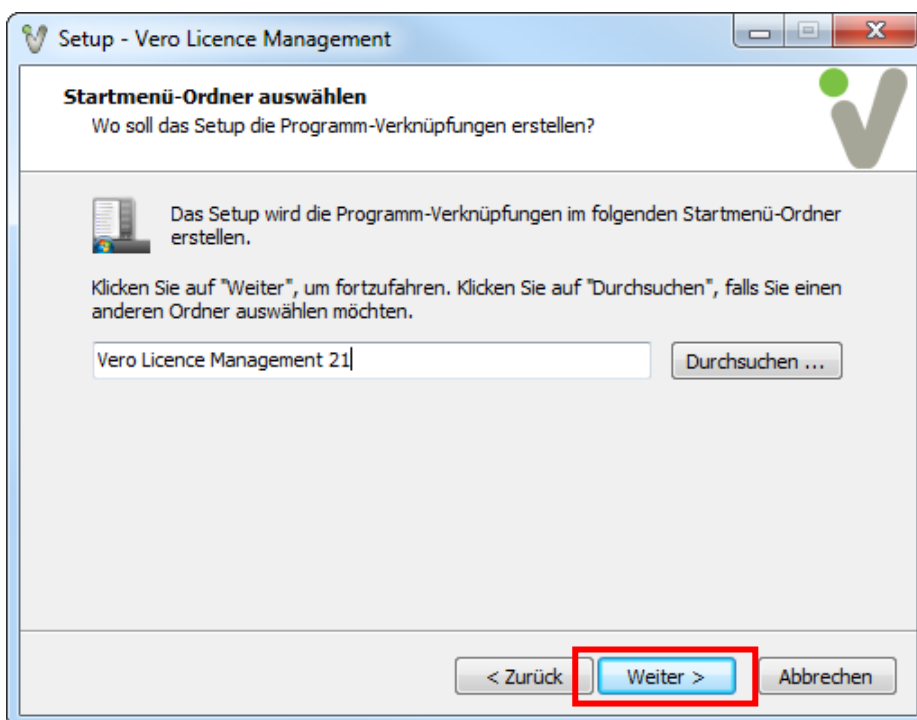 Setup - Vero Licence Management
Startmenü-Ordner auswählen
Wo soll das Setup die Programm-Verknüpfungen erstellen?
Das Setup wird die Programm-Verknüpfungen im folgenden Startmenü-Ordner
erstellen.
Klicken Sie auf "Weiter", um fortzufahren. Klicken Sie auf "Durchsuchen", falls Sie einen
anderen Ordner auswählen möchten.
Vero Licence Management 21
Durchsuchen ...
< Zurück
Weiter >
Abbrechen